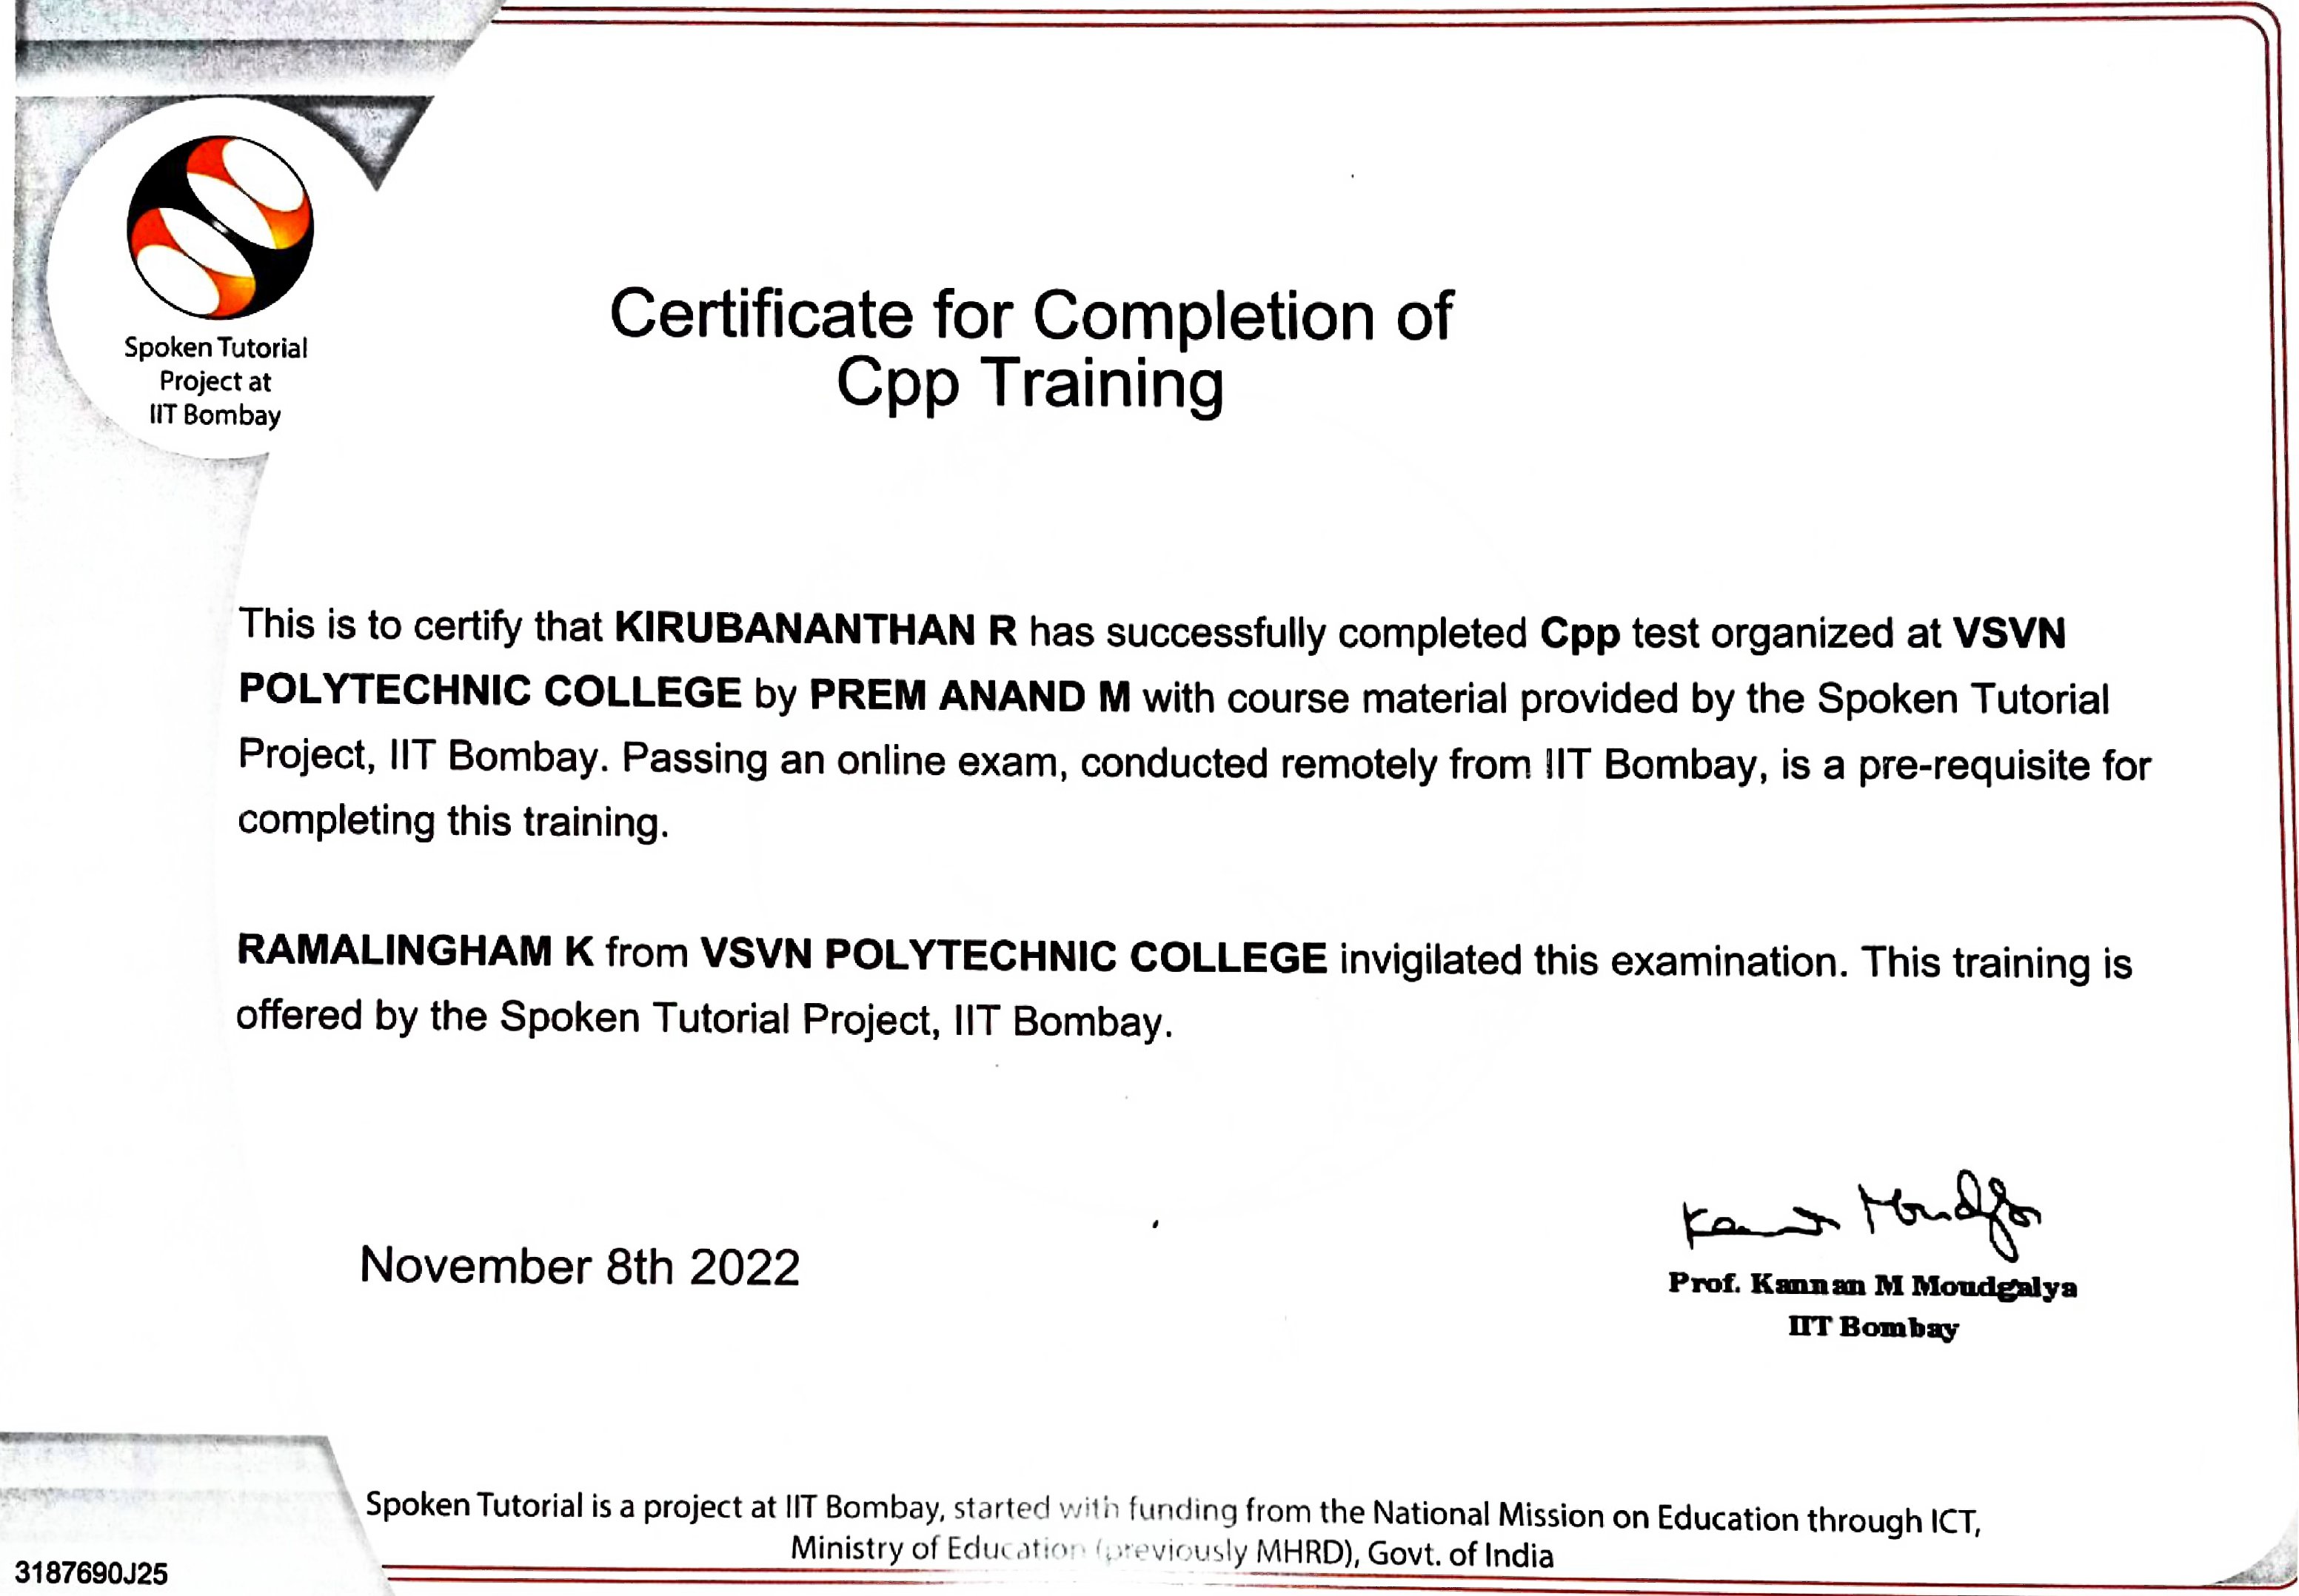 Spoken Tutorial
Project at
IIT Bombay
Certificate for Completion of
Cpp Training
This is to certify that KIRUBANANTHAN R has successfully completed Cpp test organized at VSVN
POLYTECHNIC COLLEGE by PREM ANAND M with course material provided by the Spoken Tutorial
Project, IIT Bombay. Passing an online exam, conducted remotely from IIT Bombay, is a pre-requisite for
completing this training.
RAMALINGHAM K from VSVN POLYTECHNIC COLLEGE invigilated this examination. This training is
offered by the Spoken Tutorial Project, IIT Bombay.
November 8th 2022
Prof. Kannan M Moudgalya
IIT Bombay
Spoken Tutorial is a project at IIT Bombay, started with funding from the National Mission on Education through ICT,
Ministry of Education (previously MHRD), Govt. of India
3187690J25